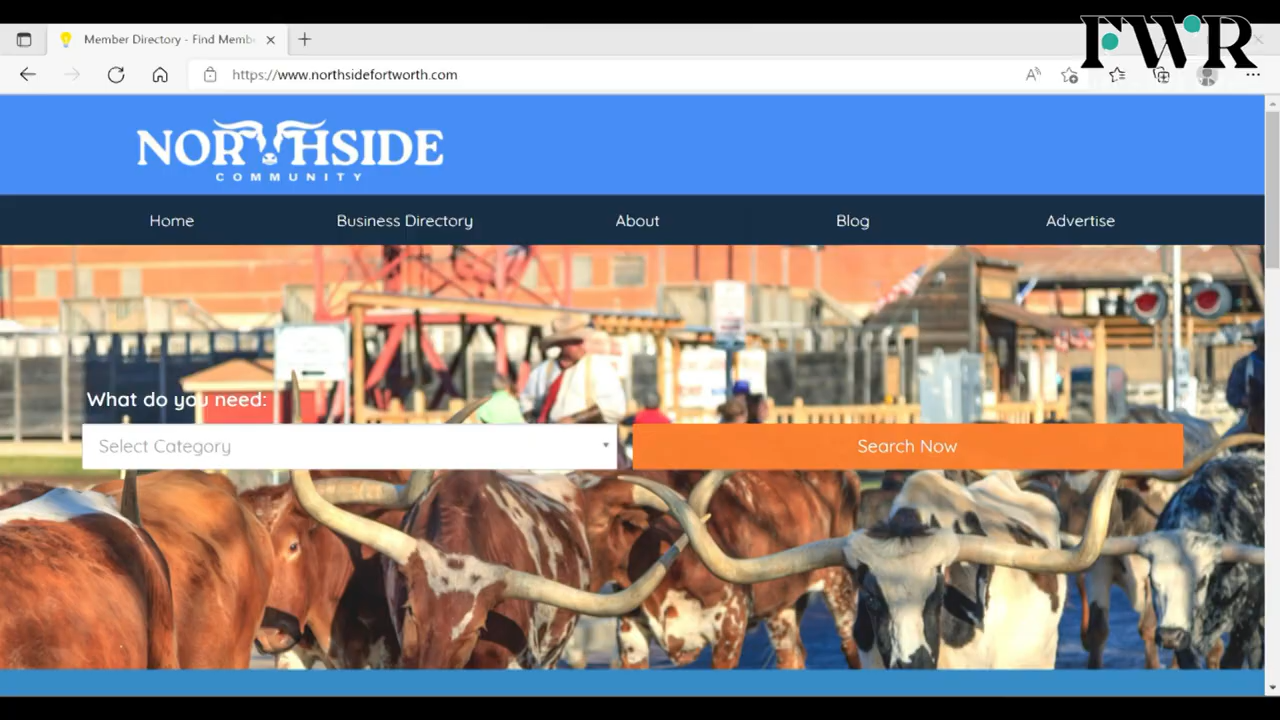 FWR
Member Directory - Find Memb
https://www.northsidefortworth.com
NORTHSIDE
COMMUNITY
Home
Business Directory
About
Blog
Advertise
What do you need:
Select Category
Search Now